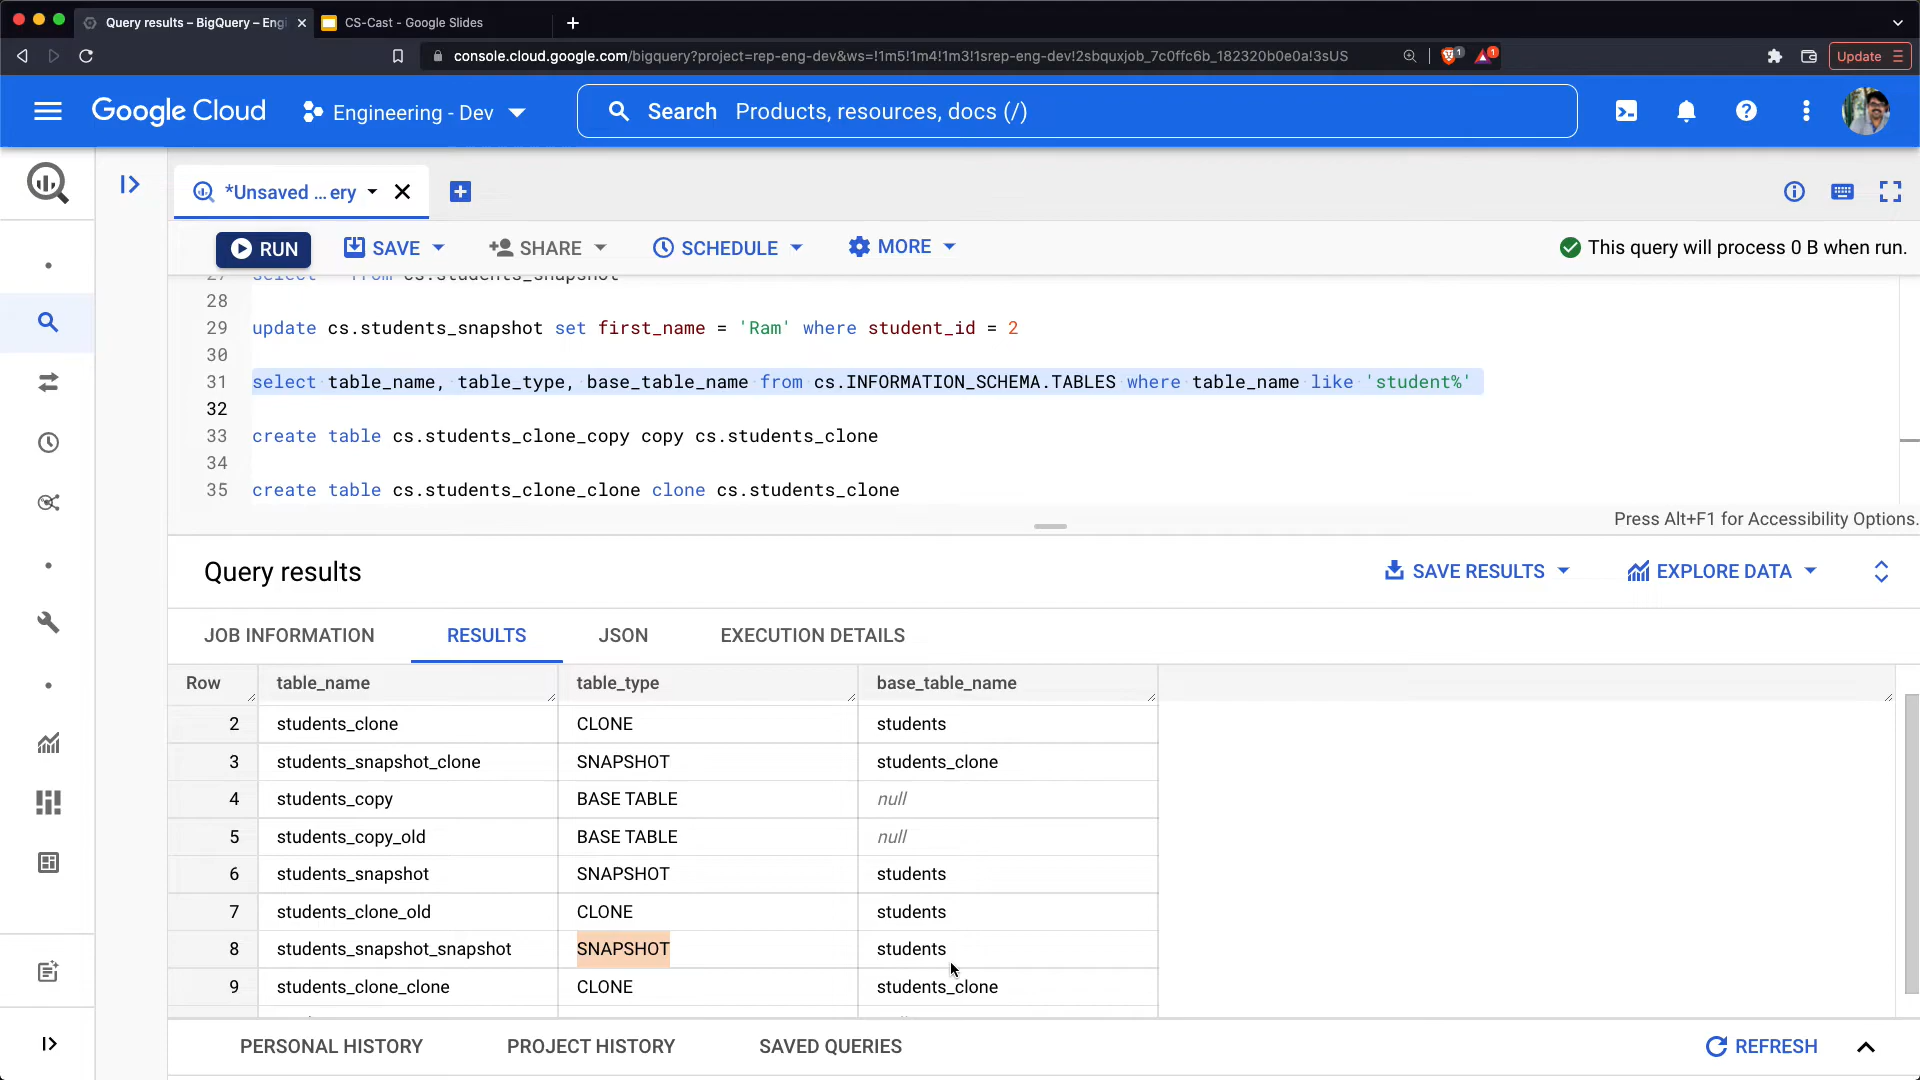 Query results – BigQuery – Eng
CS-Cast - Google Slides
console.cloud.google.com/bigquery?project=rep-eng-dev&ws=!1m5!1m4!1m3!1srep-eng-dev!2sbquxjob_7c0ffc6b_182320b0e0a!3sUS
1
1
Update
Google Cloud
Engineering - Dev
Search Products, resources, docs (/)
*Unsaved ... ery
RUN
SAVE
SHARE
SCHEDULE
MORE
This query will process 0 B when run.
27 select from cs.students_snapshot
28
29 update cs.students_snapshot set first_name = 'Ram' where student_id = 2
30
31 select table_name, table_type, base_table_name from cs.INFORMATION_SCHEMA.TABLES where table_name like 'student%'
32
33 create table cs.students_clone_copy copy cs.students_clone
34
35 create table cs.students_clone_clone clone cs.students_clone
Press Alt+F1 for Accessibility Options.
Query results
SAVE RESULTS
EXPLORE DATA
JOB INFORMATION
RESULTS
JSON
EXECUTION DETAILS
Row table_name table_type base_table_name
2 students_clone CLONE students
3 students_snapshot_clone SNAPSHOT students_clone
4 students_copy BASE TABLE null
5 students_copy_old BASE TABLE null
6 students_snapshot SNAPSHOT students
7 students_clone_old CLONE students
8 students_snapshot_snapshot SNAPSHOT students
9 students_clone_clone CLONE students_clone
PERSONAL HISTORY
PROJECT HISTORY
SAVED QUERIES
REFRESH